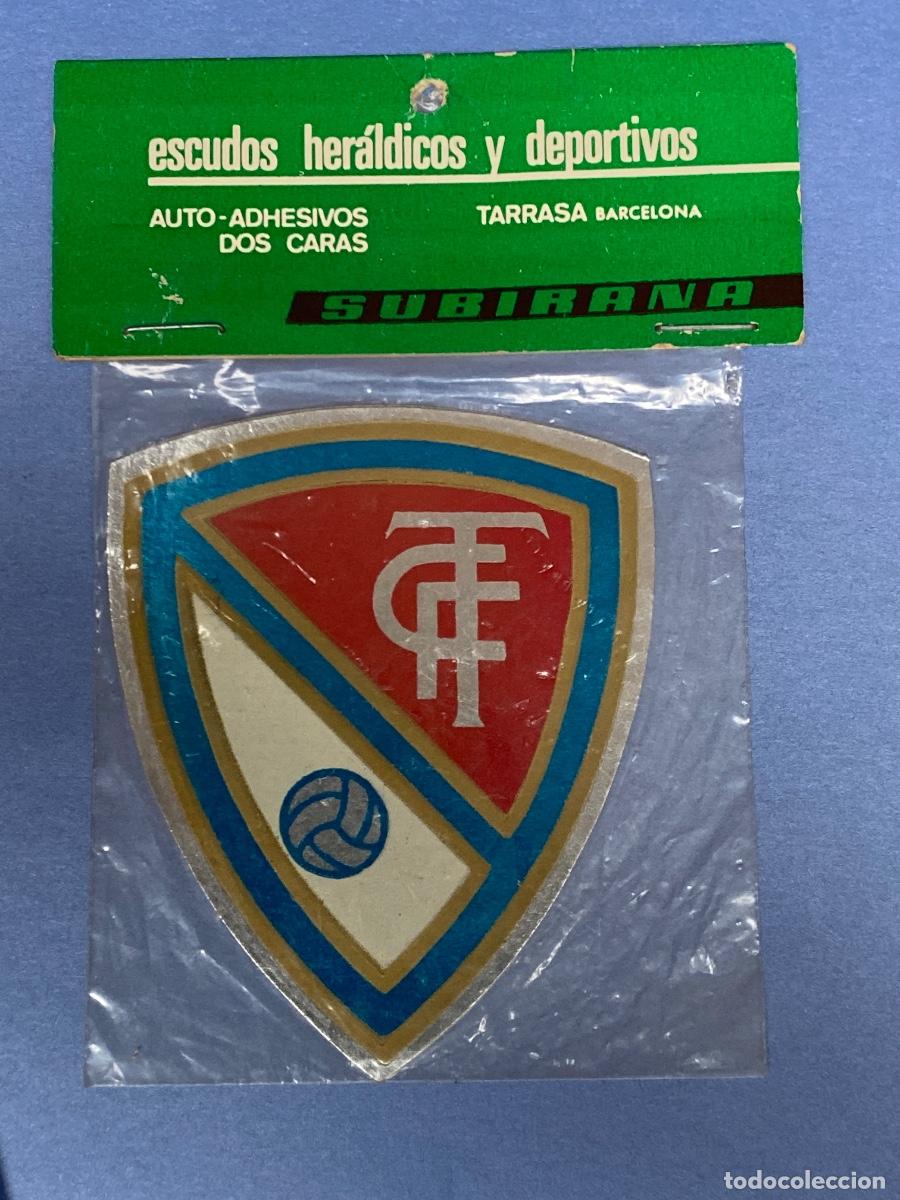 escudos heráldicos y deportivos
AUTO-ADHESIVOS
DOS CARAS
TARRASA BARCELONA
SUBIRANA
todocoleccion